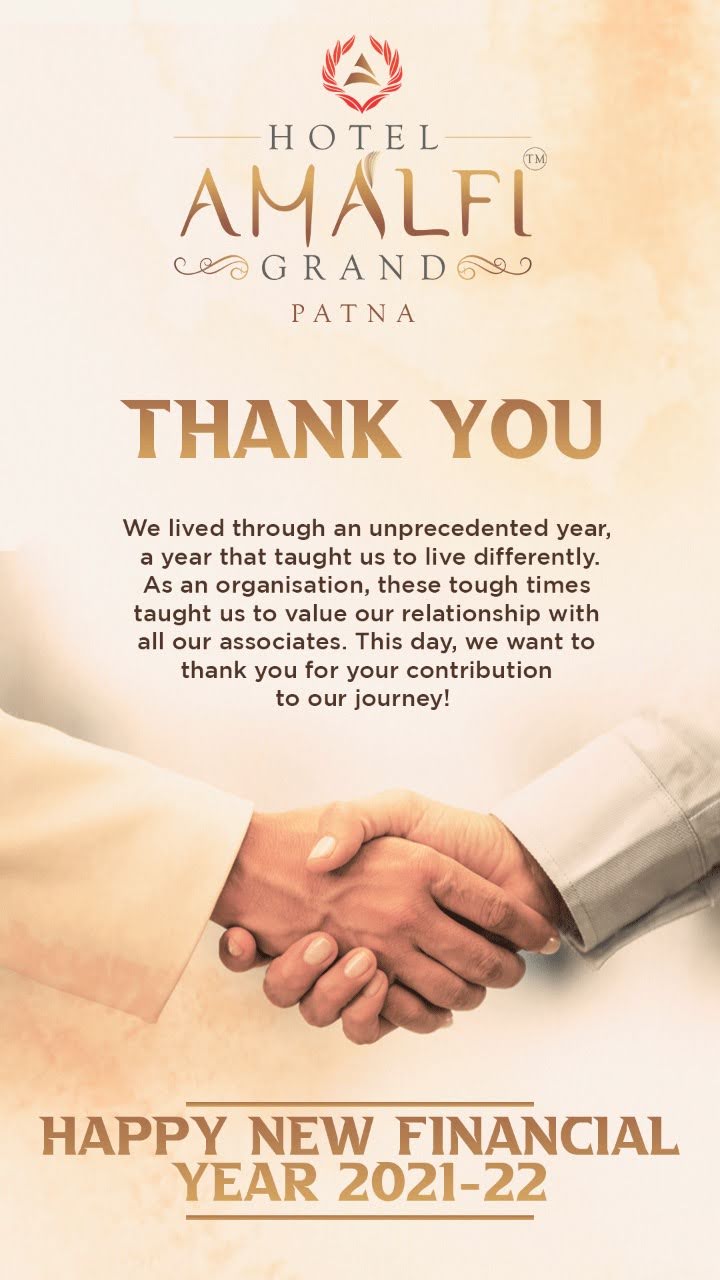 HOTEL
AMALFI TM
GRAND
PATNA
THANK YOU
We lived through an unprecedented year,
a year that taught us to live differently.
As an organisation, these tough times
taught us to value our relationship with
all our associates. This day, we want to
thank you for your contribution
to our journey!
HAPPY NEW FINANCIAL
YEAR 2021-22